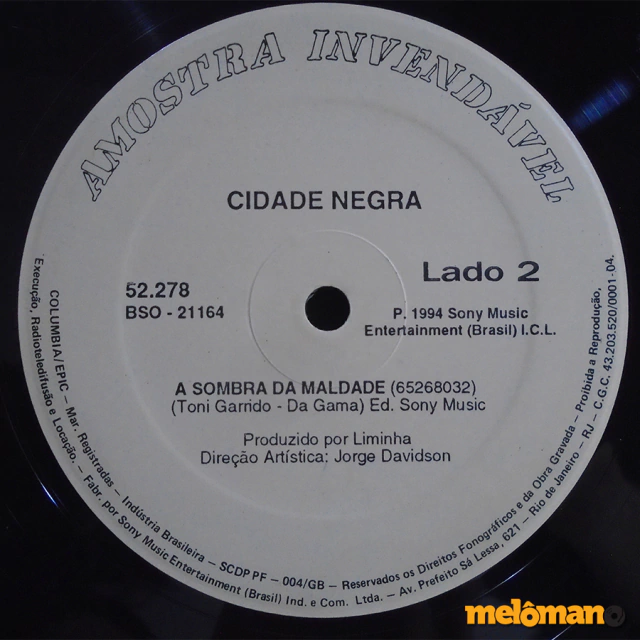 AMOSTRA INVENDÁVEL
CIDADE NEGRA
Lado 2
52.278
BSO - 21164
P. 1994 Sony Music
Entertainment (Brasil) I.C.L.
A SOMBRA DA MALDADE (65268032)
(Toni Garrido - Da Gama) Ed. Sony Music
Produzido por Liminha
Direção Artística: Jorge Davidson
COLUMBIA/EPIC - Mar. Registradas - Indústria Brasileira - SCDP PF - 004/GB - Reservados os Direitos Fonográficos e da Obra Gravada - Proibida a Reprodução,
Execução, Radioteledifusão e Locação. - Fabr. por Sony Music Entertainment (Brasil) Ind. e Com. Ltda. - Av. Prefeito Sá Lessa, 621 - Rio de Janeiro - RJ - C.G.C. 43.203.520/0001-04.
melômano